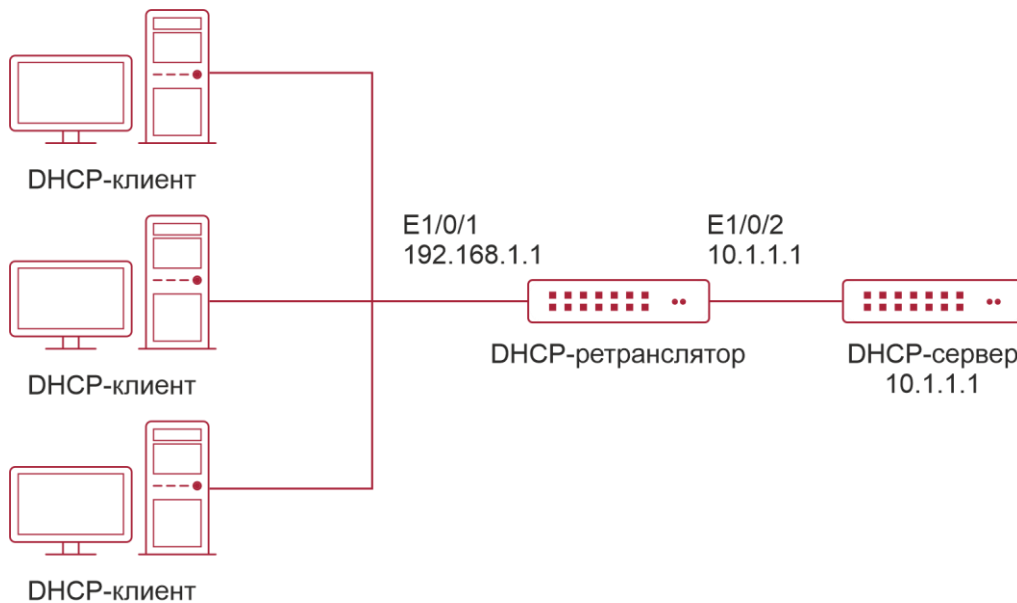 DHCP-клиент
DHCP-клиент
DHCP-клиент
E1/0/1
192.168.1.1
E1/0/2
10.1.1.1
DHCP-ретранслятор
DHCP-сервер
10.1.1.1